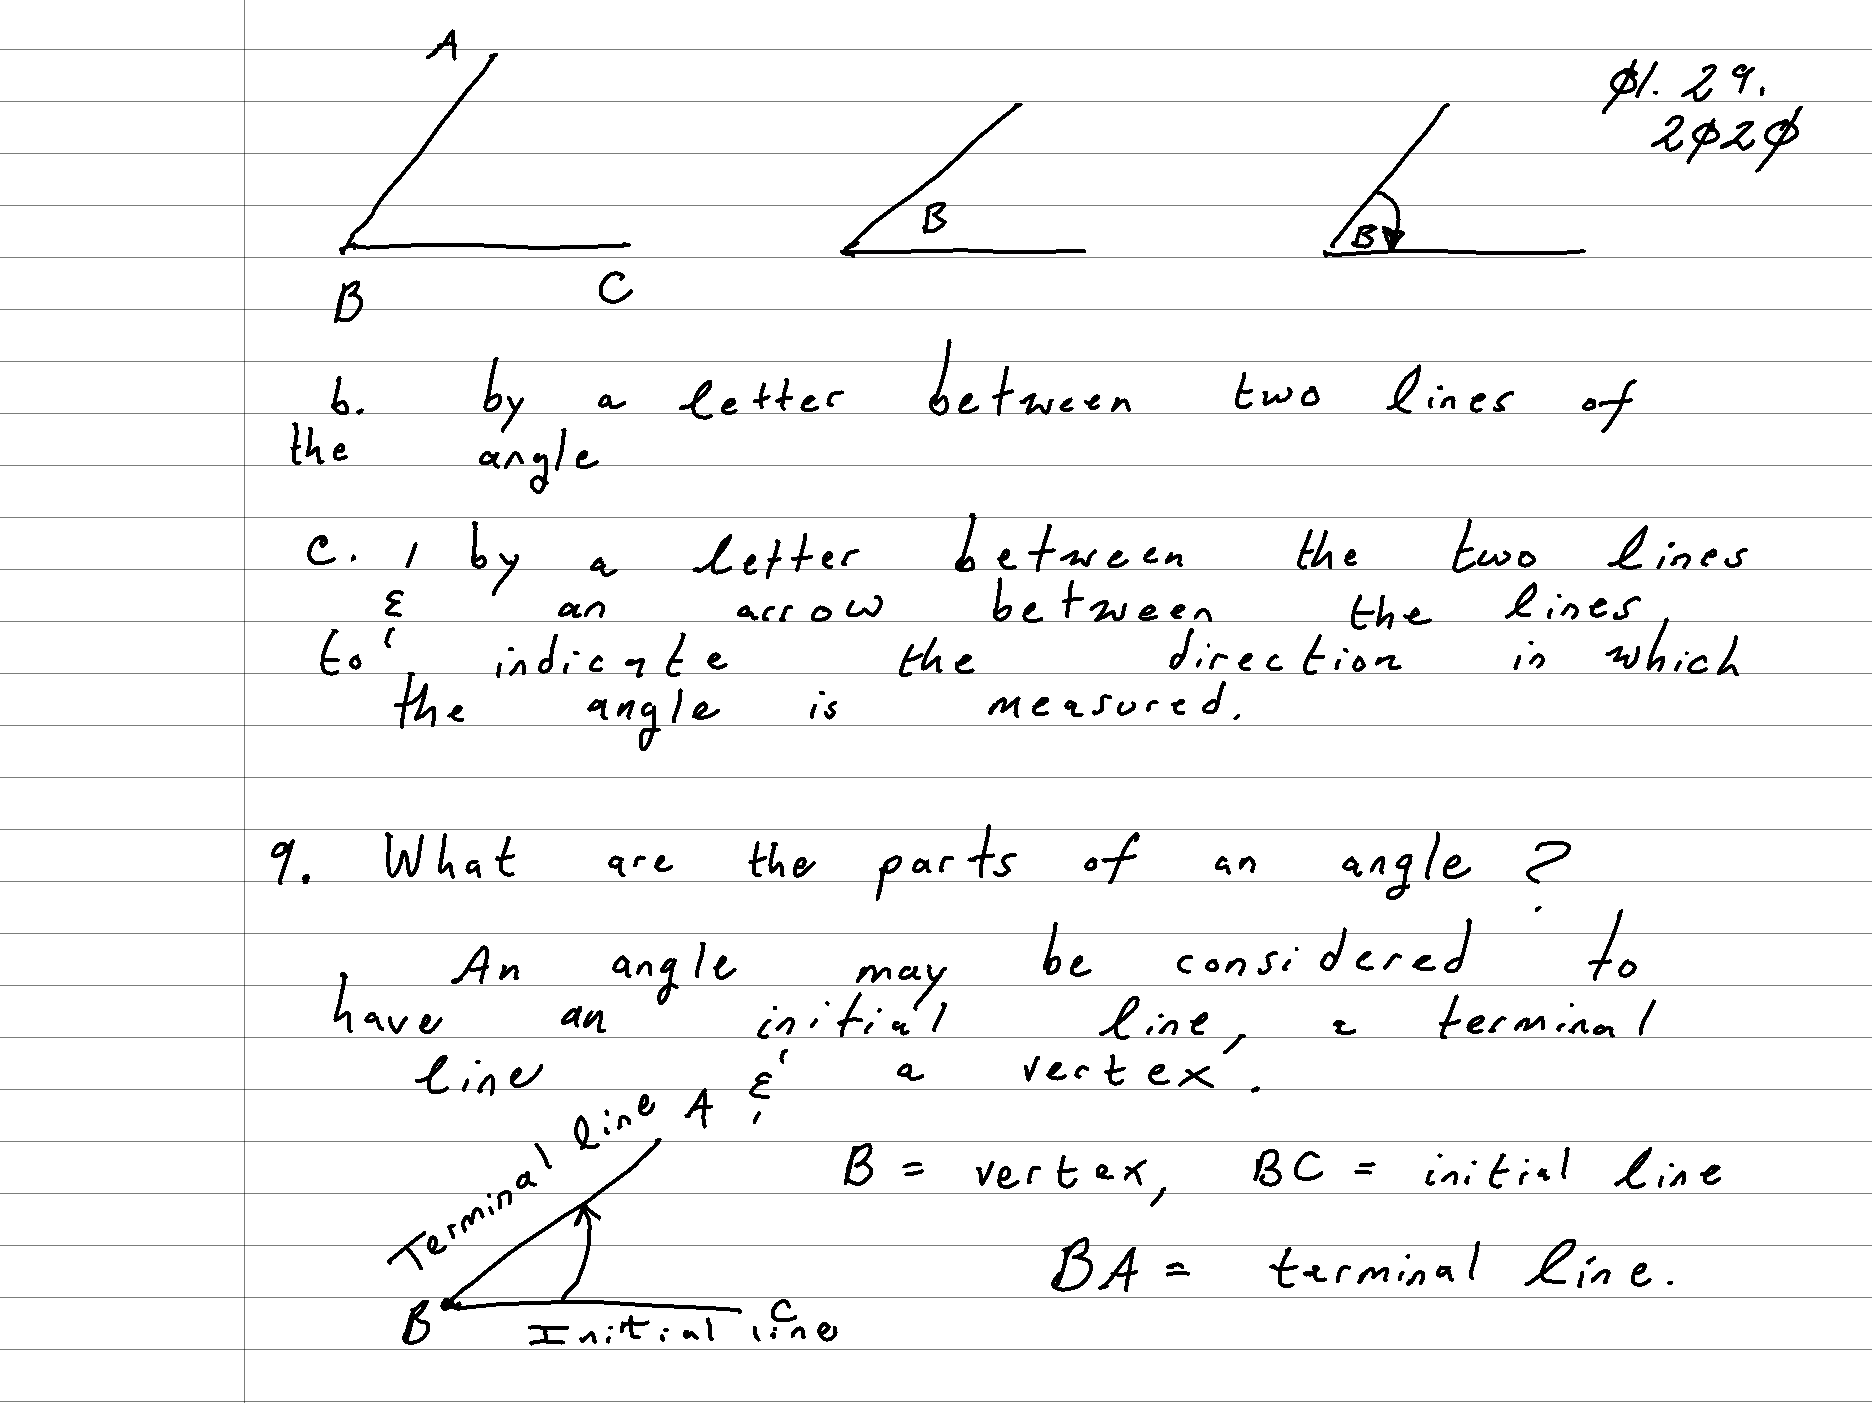 A
Ø1. 29.
2Ø2Ø
B
B
B
C
b. by a letter between two lines of
the angle
c. by a letter between the two lines
& an arrow between the lines,
to indicate the direction in which
the angle is measured.
9. What are the parts of an angle?
An angle may be considered to
have an initial line, a terminal
line & a vertex.
Terminal line A
B = vertex, BC = initial line
BA = terminal line.
B
C
Initial line